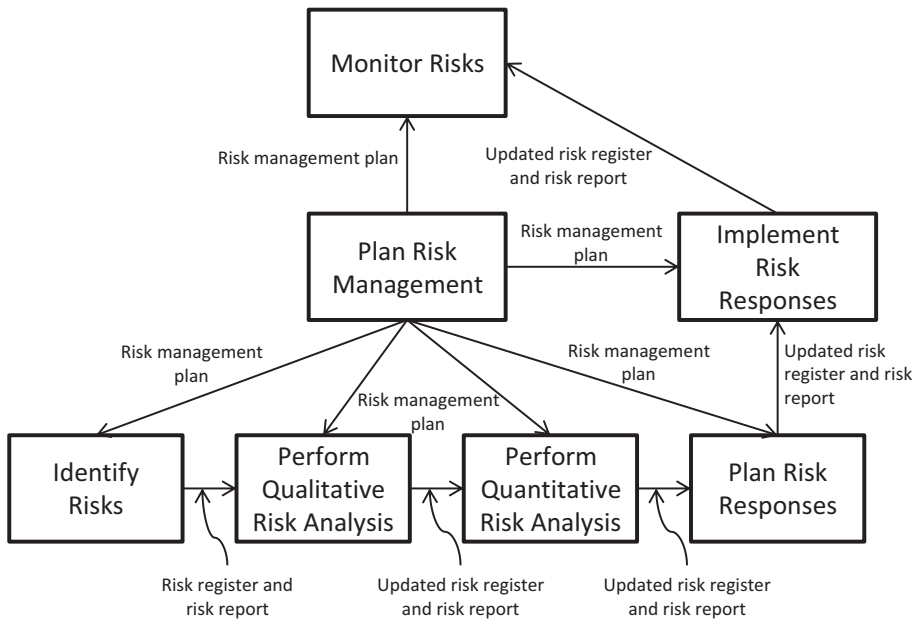 Monitor Risks
Risk management plan
Updated risk register
and risk report
Plan Risk
Management
Risk management
plan
Implement
Risk
Responses
Risk management
plan
Risk management
plan
Risk management
plan
Updated risk
register and risk
report
Identify
Risks
Perform
Qualitative
Risk Analysis
Perform
Quantitative
Risk Analysis
Plan Risk
Responses
Risk register and
risk report
Updated risk register
and risk report
Updated risk register
and risk report